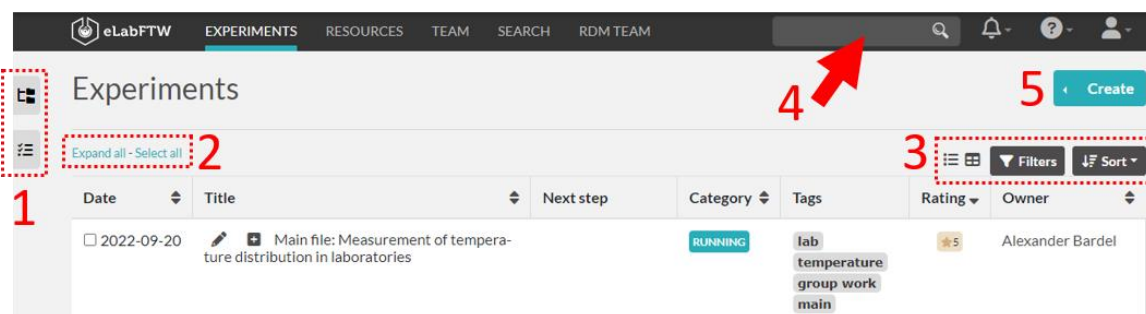 eLabFTW EXPERIMENTS RESOURCES TEAM SEARCH RDM TEAM ?
Experiments
4
5
Create
Expand all - Select all
2
3
Filters
Sort
1
Date Title Next step Category Tags Rating Owner
2022-09-20 Main file: Measurement of tempera- RUNNING lab 5 Alexander Bardel
ture distribution in laboratories temperature
group work
main